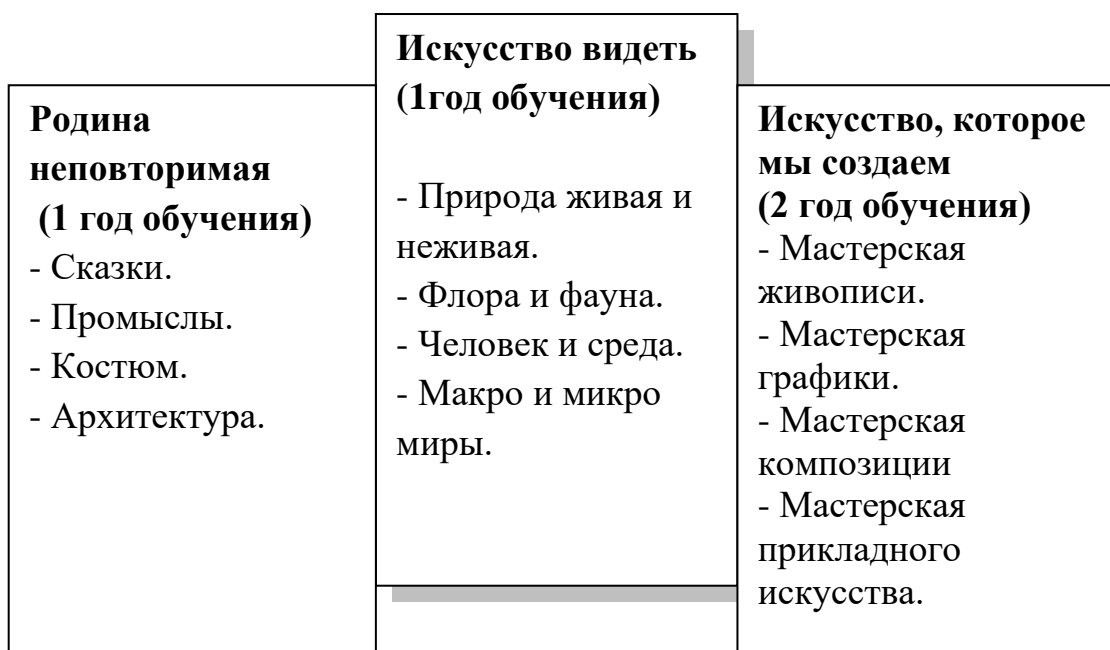 Родина
неповторимая
(1 год обучения)
- Сказки.
- Промыслы.
- Костюм.
- Архитектура.
Искусство видеть
(1год обучения)
- Природа живая и
неживая.
- Флора и фауна.
- Человек и среда.
- Макро и микро
миры.
Искусство, которое
мы создаем
(2 год обучения)
- Мастерская
живописи.
- Мастерская
графики.
- Мастерская
композиции
- Мастерская
прикладного
искусства.